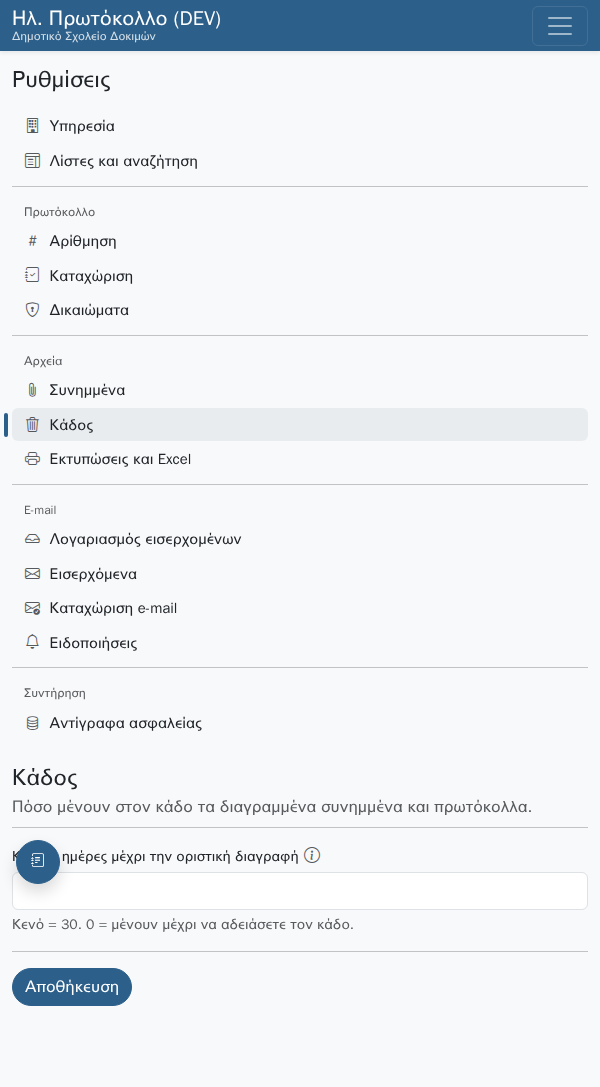 Ηλ. Πρωτόκολλο (DEV)
Δημοτικό Σχολείο Δοκιμών
Ρυθμίσεις
Υπηρεσία
Λίστες και αναζήτηση
Πρωτόκολλο
# Αρίθμηση
Καταχώριση
Δικαιώματα
Αρχεία
Συνημμένα
Κάδος
Εκτυπώσεις και Excel
E-mail
Λογαριασμός εισερχομένων
Εισερχόμενα
Καταχώριση e-mail
Ειδοποιήσεις
Συντήρηση
Αντίγραφα ασφαλείας
Κάδος
Πόσο μένουν στον κάδο τα διαγραμμένα συνημμένα και πρωτόκολλα.
ημέρες μέχρι την οριστική διαγραφή
Κενό = 30. 0 = μένουν μέχρι να αδειάσετε τον κάδο.
Αποθήκευση